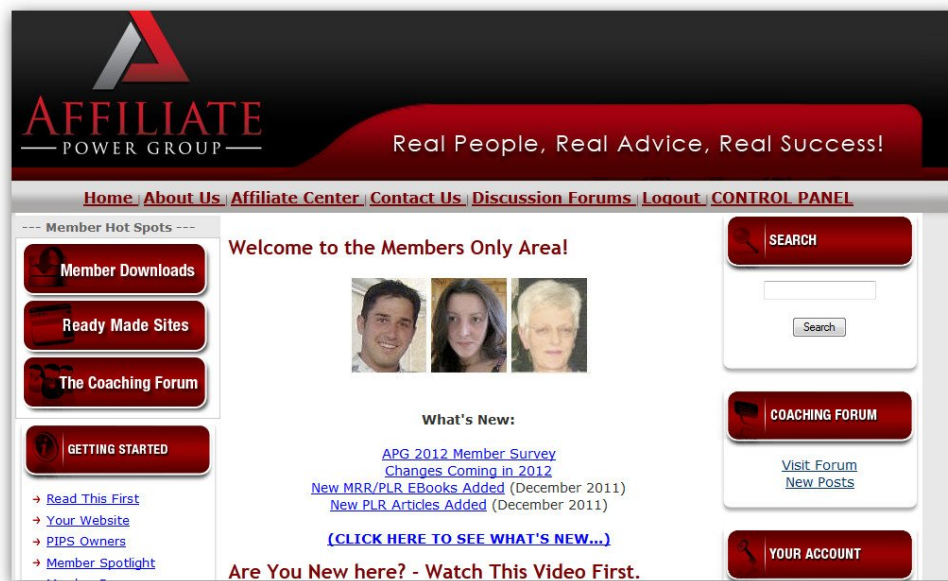 AFFILIATE
POWER GROUP
Real People, Real Advice, Real Success!
Home | About Us | Affiliate Center | Contact Us | Discussion Forums | Logout | CONTROL PANEL
--- Member Hot Spots ---
Member Downloads
Ready Made Sites
The Coaching Forum
GETTING STARTED
→ Read This First
→ Your Website
→ PIPS Owners
→ Member Spotlight
Welcome to the Members Only Area!
What's New:
APG 2012 Member Survey
Changes Coming in 2012
New MRR/PLR EBooks Added (December 2011)
New PLR Articles Added (December 2011)
(CLICK HERE TO SEE WHAT'S NEW...)
Are You New here? - Watch This Video First.
SEARCH
Search
COACHING FORUM
Visit Forum
New Posts
YOUR ACCOUNT